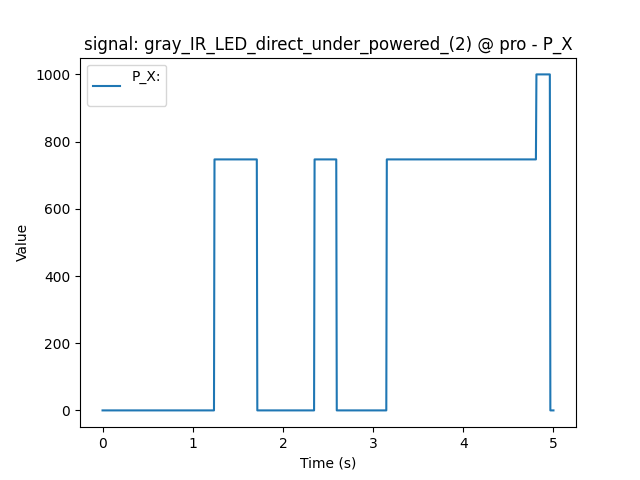 signal: gray_IR_LED_direct_under_powered_(2) @ pro - P_X
P_X:
1000
800
600
400
200
0
Value
0 1 2 3 4 5
Time (s)